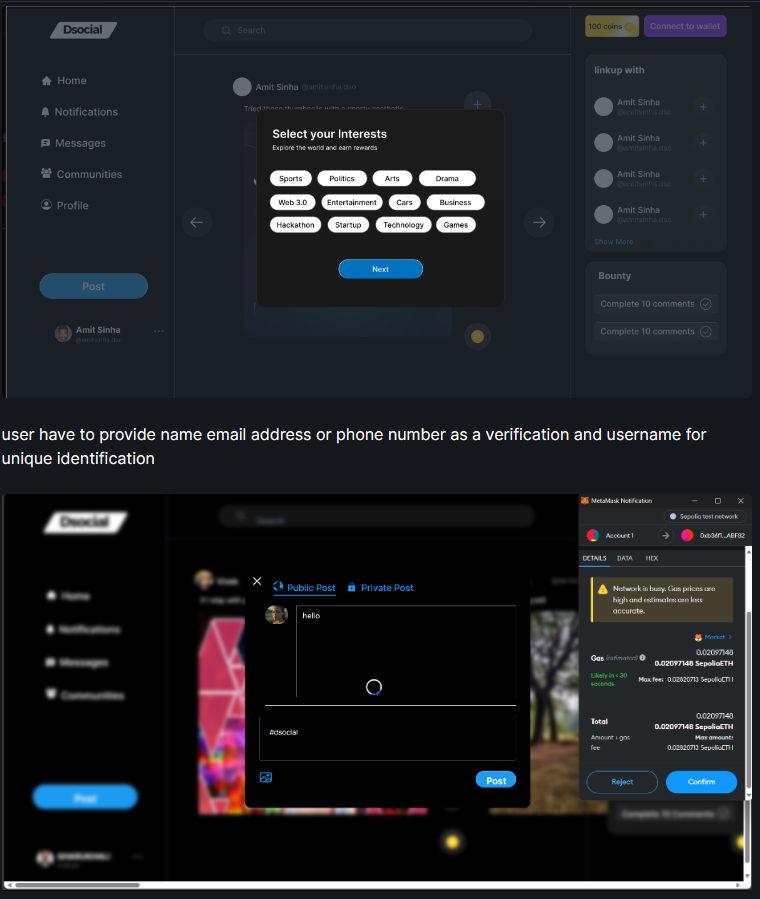 Dsocial
Search
100 coins
Connect to wallet
Home
Notifications
Messages
Communities
Profile
Post
Amit Sinha
@amitsinha.dso
Amit Sinha @amitsinha.dso
Tried these thumbnails with a sporty aesthetic
Select your Interests
Explore the world and earn rewards
Sports Politics Arts Drama
Web 3.0 Entertainment Cars Business
Hackathon Startup Technology Games
Next
linkup with
Amit Sinha
@amitsinha.dso
Amit Sinha
@amitsinha.dso
Amit Sinha
@amitsinha.dso
Amit Sinha
@amitsinha.dso
Show More
Bounty
Complete 10 comments
Complete 10 comments
user have to provide name email address or phone number as a verification and username for
unique identification
Dsocial
Search
Home
Notifications
Messages
Communities
Post
Public Post Private Post
hello
#dsocial
Post
MetaMask Notification
Sepolia test network
Account 1 0xb36f1...ABF82
DETAILS DATA HEX
Network is busy. Gas prices are
high and estimates are less
accurate.
Market
Gas (estimated) 0.02097148
0.02097148 SepoliaETH
Likely in < 30
seconds
Max fee: 0.02820713 SepoliaETH
Total 0.02097148
0.02097148 SepoliaETH
Amount + gas
fee
Max amount:
0.02820713 SepoliaETH
Reject Confirm
Complete 10 Comments